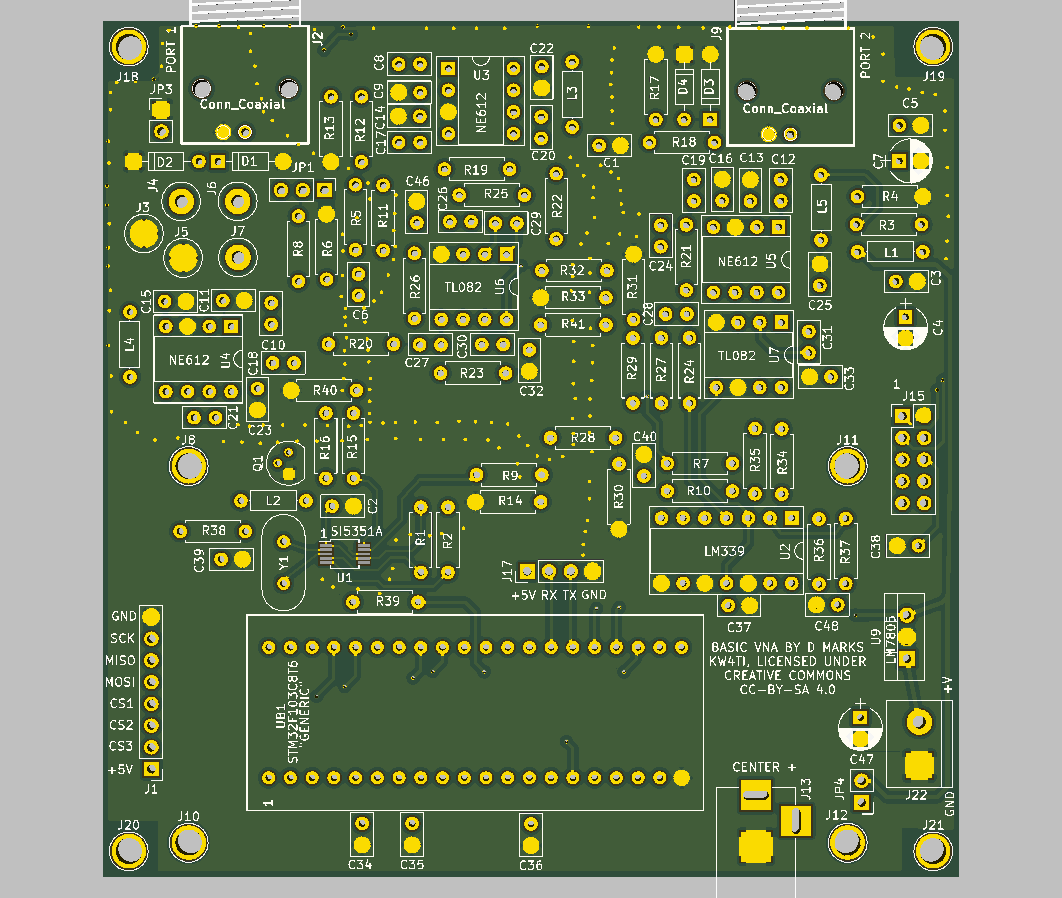 PORT 1
J2
J9
PORT 2
J18
J19
Conn_Coaxial
Conn_Coaxial
JP3
C8
C9
C14
C17
U3
NE612
C22
C20
L3
R17
D4
D3
C5
R13
R12
C1
R18
C7
D2
D1
JP1
R19
C19
C16
C13
C12
J4
J6
C46
R25
R22
L5
R4
J3
J5
J7
R8
R6
R5
R11
C26
C29
C24
R21
NE612
U5
R3
L1
C15
C11
C10
C6
R26
TL082
U6
R32
R33
R41
R31
C28
C25
C3
C4
L4
NE612
U4
C18
R20
C27
C30
R23
C32
R29
R27
R24
TL082
U7
C31
C33
C21
C23
R40
1
J15
J8
Q1
R16
R15
R28
C40
R9
R7
R35
R34
J11
L2
C2
R14
R30
R10
R38
C39
Y1
1
SI5351A
U1
R1
R2
J17
+5V RX TX GND
LM339
U2
R36
R37
C38
R39
C37
C48
U9
LM7805
GND
SCK
MISO
MOSI
CS1
CS2
CS3
+5V
J1
UB1
STM32F103C8T6
"GENERIC"
1
BASIC VNA BY D MARKS
KW4TI, LICENSED UNDER
CREATIVE COMMONS
CC-BY-SA 4.0
+V
C47
J22
GND
CENTER +
J13
JP4
J20
J10
J12
J21
C34
C35
C36